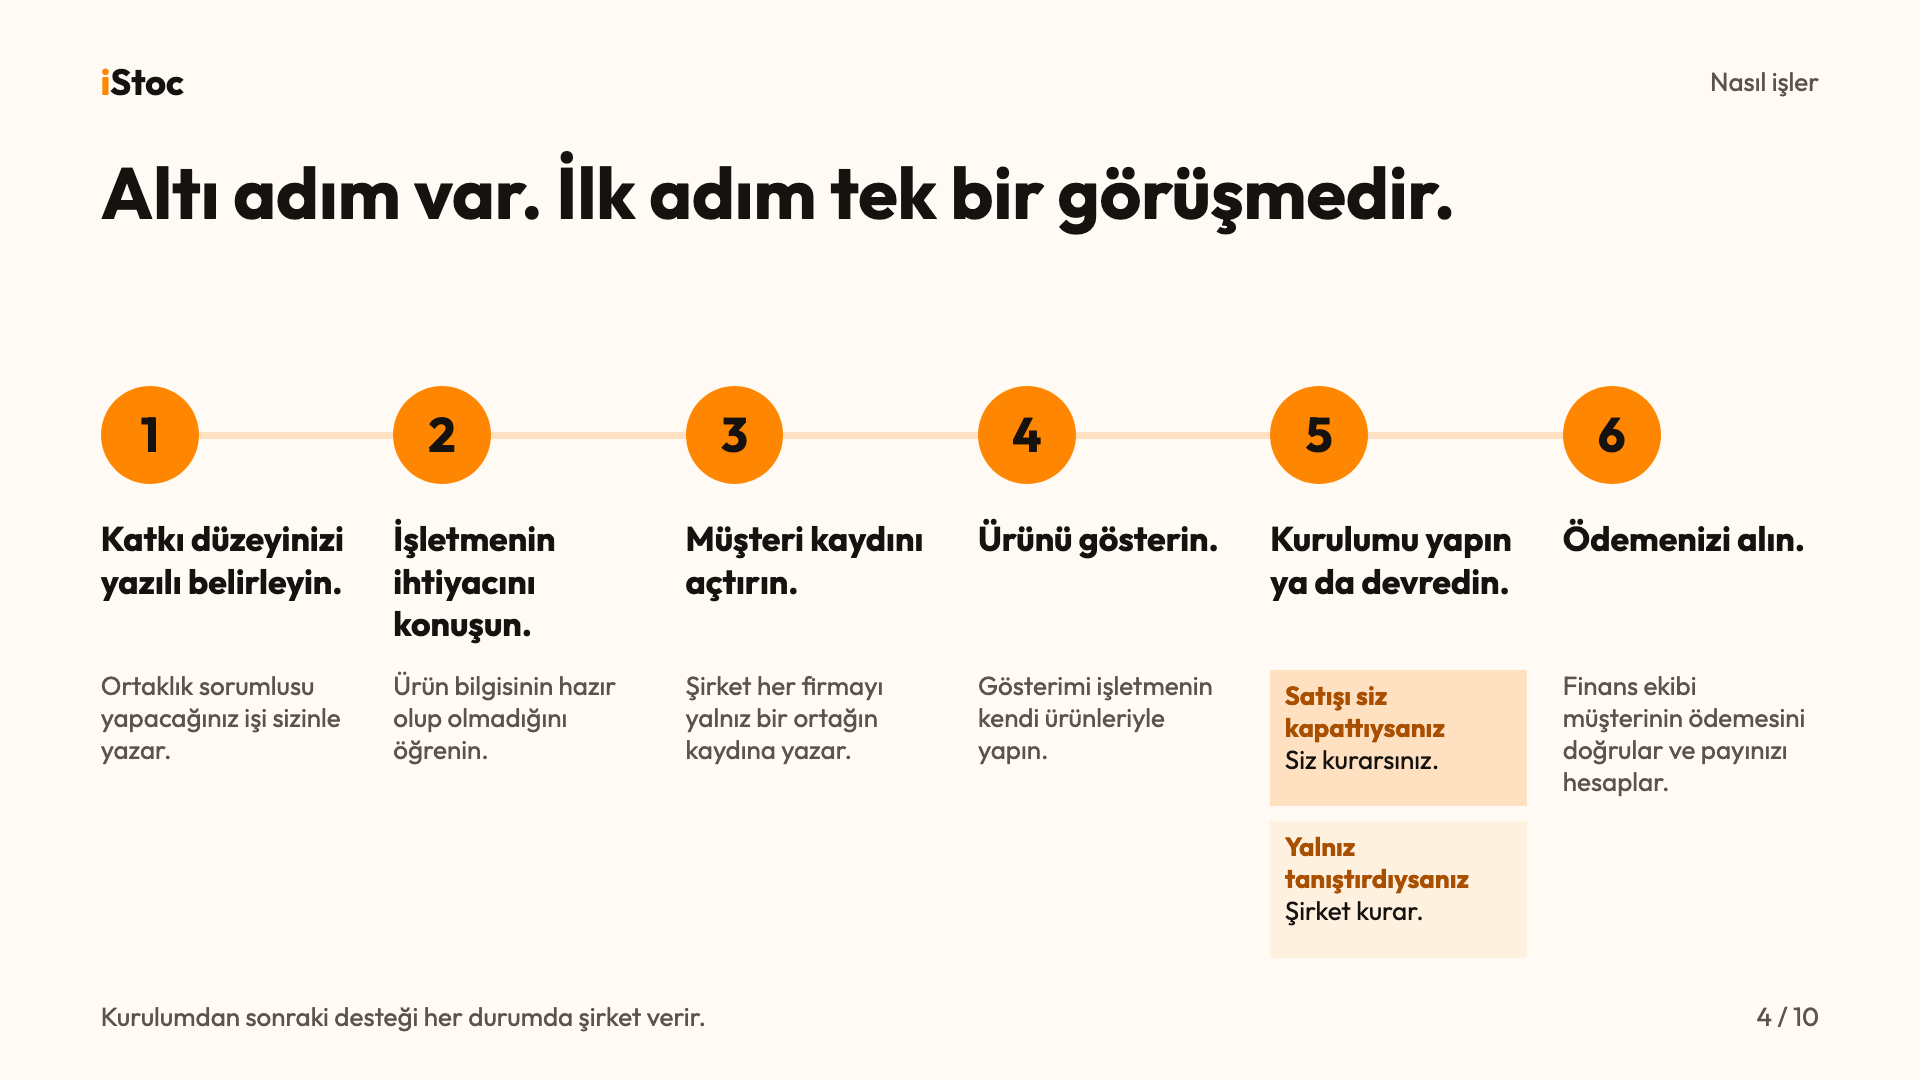 iStoc
Nasıl işler
Altı adım var. İlk adım tek bir görüşmedir.
1
Katkı düzeyinizi
yazılı belirleyin.
Ortaklık sorumlusu
yapacağınız işi sizinle
yazar.
2
İşletmenin
ihtiyacını
konuşun.
Ürün bilgisinin hazır
olup olmadığını
öğrenin.
3
Müşteri kaydını
açtırın.
Şirket her firmayı
yalnız bir ortağın
kaydına yazar.
4
Ürünü gösterin.
Gösterimi işletmenin
kendi ürünleriyle
yapın.
5
Kurulumu yapın
ya da devredin.
Satışı siz
kapattıysanız
Siz kurarsınız.
Yalnız
tanıştırdıysanız
Şirket kurar.
6
Ödemenizi alın.
Finans ekibi
müşterinin ödemesini
doğrular ve payınızı
hesaplar.
Kurulumdan sonraki desteği her durumda şirket verir.
4 / 10